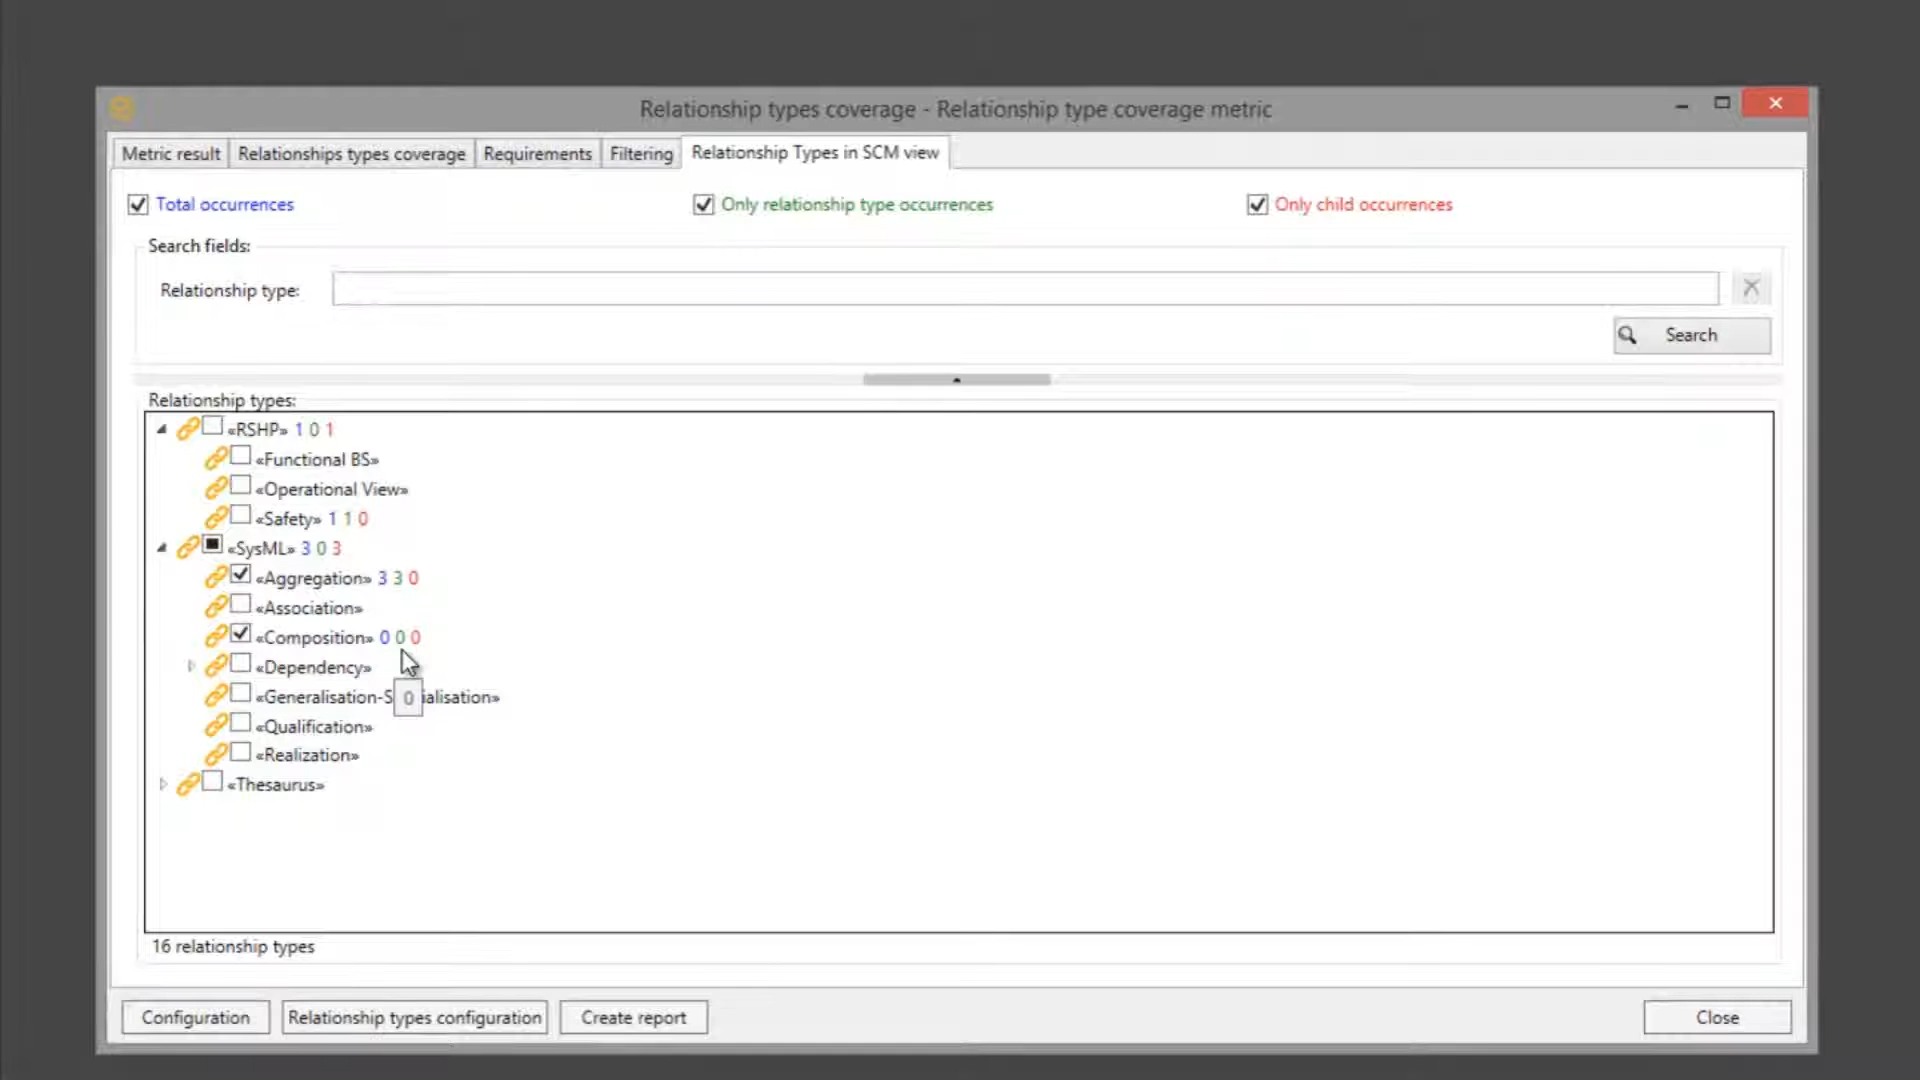 Relationship types coverage - Relationship type coverage metric
Metric result
Relationships types coverage
Requirements
Filtering
Relationship Types in SCM view
Total occurrences
Only relationship type occurrences
Only child occurrences
Search fields:
Relationship type:
Search
Relationship types:
«RSHP» 1 0 1
«Functional BS»
«Operational View»
«Safety» 1 1 0
«SysML» 3 0 3
«Aggregation» 3 3 0
«Association»
«Composition» 0 0 0
«Dependency»
«Generalisation-S 0 ialisation»
«Qualification»
«Realization»
«Thesaurus»
16 relationship types
Configuration
Relationship types configuration
Create report
Close